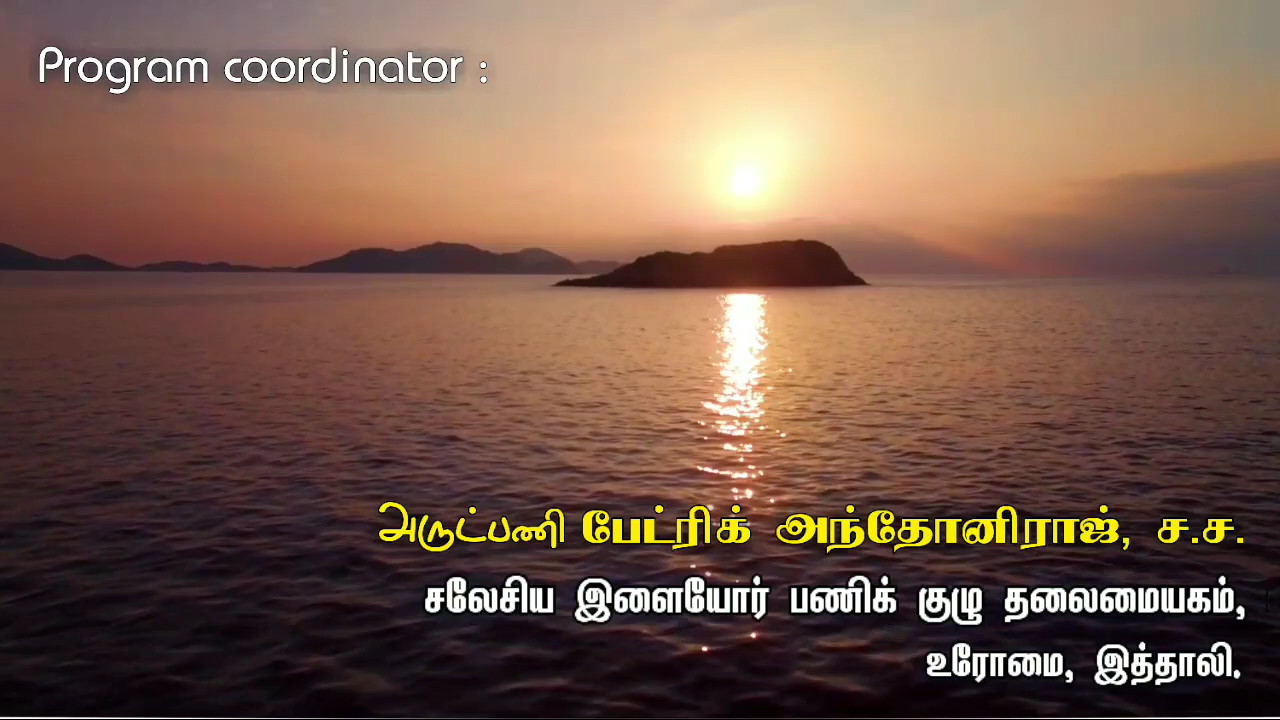 Program coordinator :
அருட்பணி பேட்ரிக் அந்தோனிராஜ், ச.ச.
சலேசிய இளையோர் பணிக் குழு தலைமையகம்,
உரோமை, இத்தாலி.